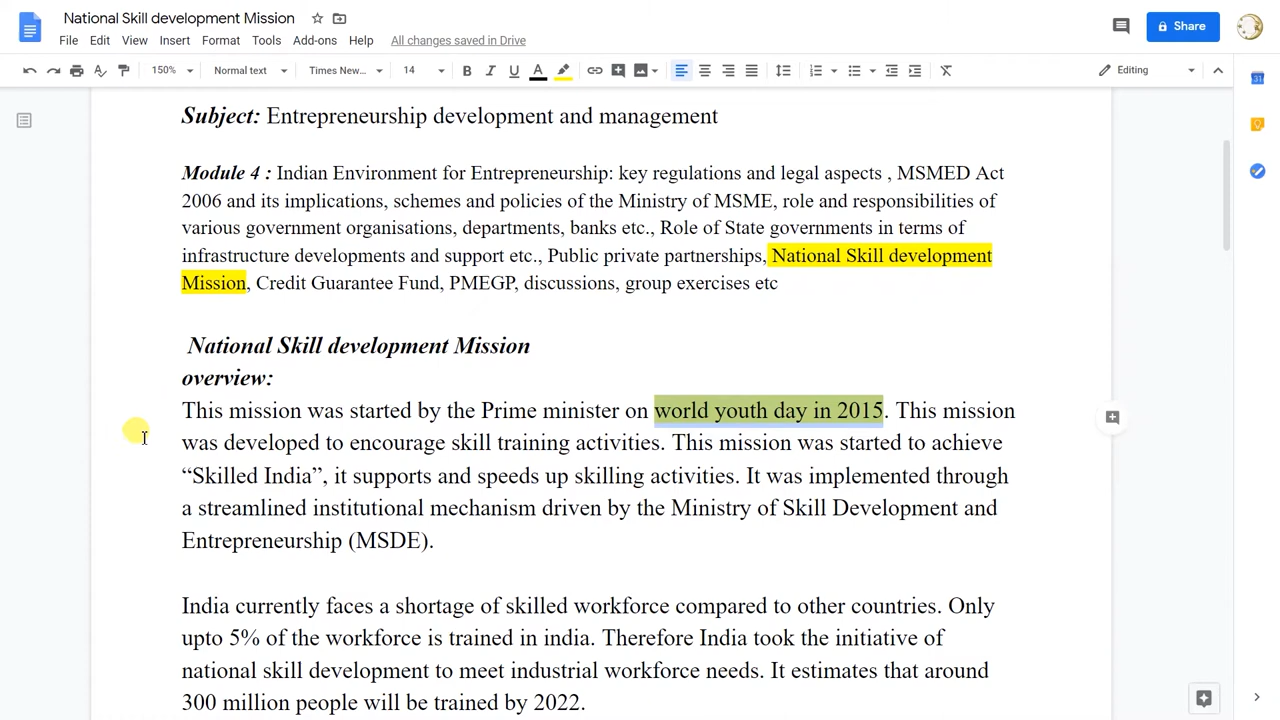 National Skill development Mission
File Edit View Insert Format Tools Add-ons Help All changes saved in Drive
Share
150% Normal text Times New... 14 B I U A Editing
Subject: Entrepreneurship development and management
Module 4 : Indian Environment for Entrepreneurship: key regulations and legal aspects , MSMED Act
2006 and its implications, schemes and policies of the Ministry of MSME, role and responsibilities of
various government organisations, departments, banks etc., Role of State governments in terms of
infrastructure developments and support etc., Public private partnerships, National Skill development
Mission, Credit Guarantee Fund, PMEGP, discussions, group exercises etc
National Skill development Mission
overview:
This mission was started by the Prime minister on world youth day in 2015. This mission
was developed to encourage skill training activities. This mission was started to achieve
“Skilled India”, it supports and speeds up skilling activities. It was implemented through
a streamlined institutional mechanism driven by the Ministry of Skill Development and
Entrepreneurship (MSDE).
India currently faces a shortage of skilled workforce compared to other countries. Only
upto 5% of the workforce is trained in india. Therefore India took the initiative of
national skill development to meet industrial workforce needs. It estimates that around
300 million people will be trained by 2022.